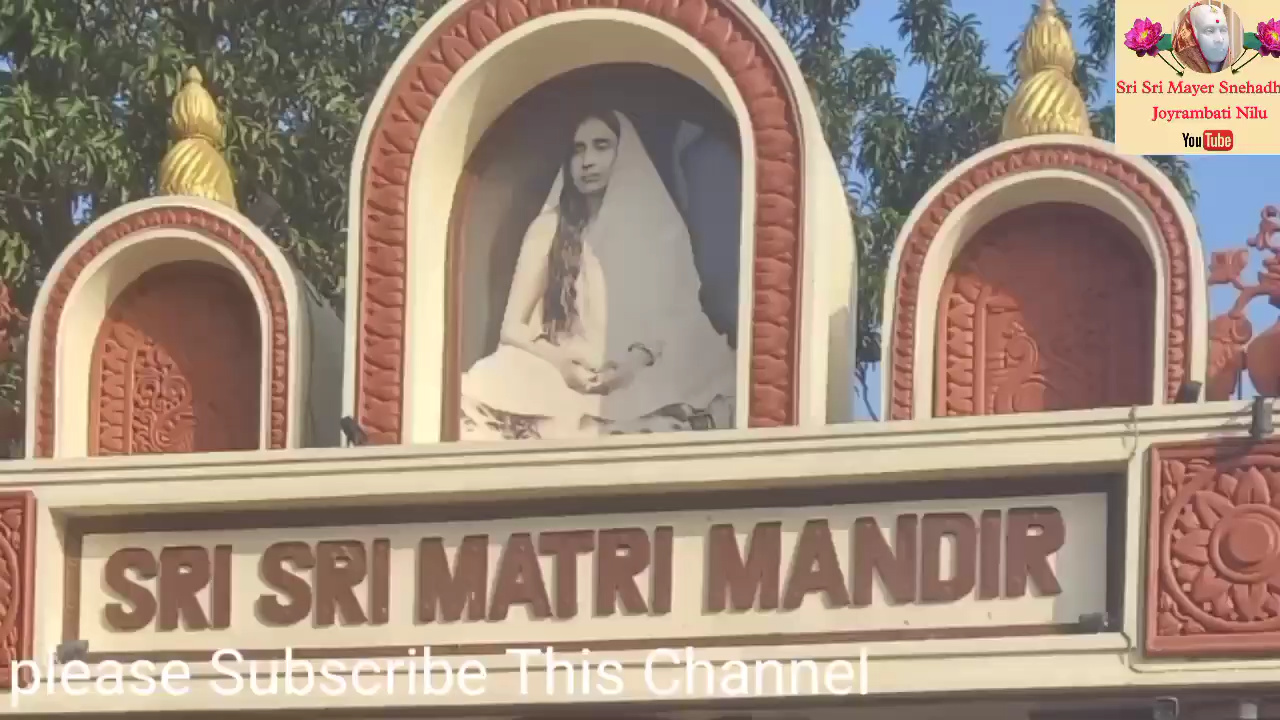 Sri Sri Mayer Snehadh
Joyrambati Nilu
YouTube
SRI SRI MATRI MANDIR
please Subscribe This Channel